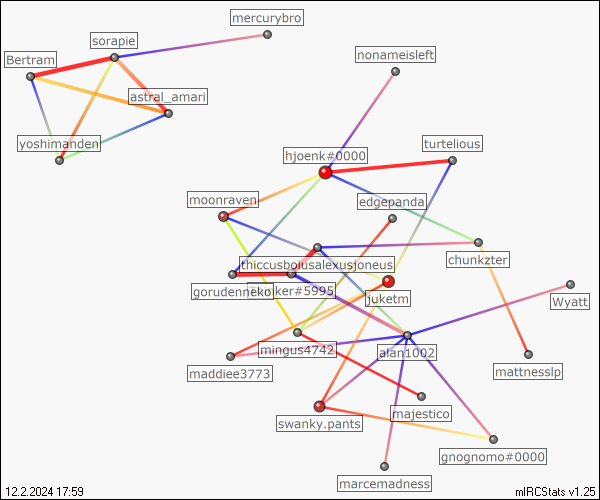 mercurybro
sorapie
nonameisleft
Bertram
astral_amari
yoshimanden
turtelious
hjoenk#0000
moonraven
edgepanda
chunkzter
thiccusboiusalexusjoneus
gorudenneko
#5995
juketm
Wyatt
mingus4742
alan1002
maddiee3773
mattnesslp
majestico
swanky.pants
gnognomo#0000
marcemadness
12.2.2024 17:59
mIRCStats v1.25